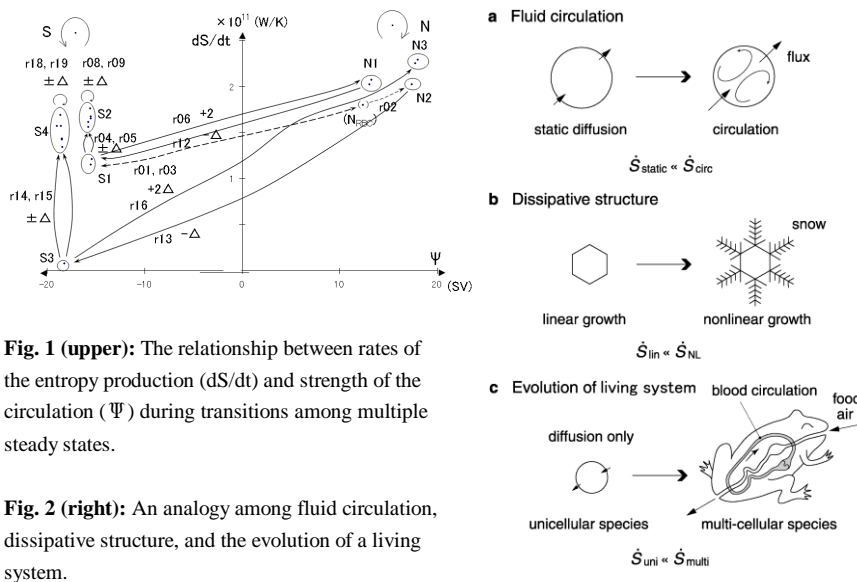 × 10¹¹ (W/K)
dS/dt
S
N
r18, r19
± △
r08, r09
± △
N3
N1
N2
2
S2
S4
r04, r05
± △
S1
r06 +2
r12 −△
r02
r01, r03
+2△
r16
1
r14, r15
± △
r13 −△
S3
Ψ
-20
-10
0
10
20
(SV)
Fig. 1 (upper): The relationship between rates of
the entropy production (dS/dt) and strength of the
circulation (Ψ) during transitions among multiple
steady states.
Fig. 2 (right): An analogy among fluid circulation,
dissipative structure, and the evolution of a living
system.
a Fluid circulation
flux
static diffusion
circulation
Ṡstatic « Ṡcirc
b Dissipative structure
snow
linear growth
nonlinear growth
Ṡlin « ṠNL
c Evolution of living system
blood circulation
food
air
diffusion only
unicellular species
multi-cellular species
Ṡuni « Ṡmulti